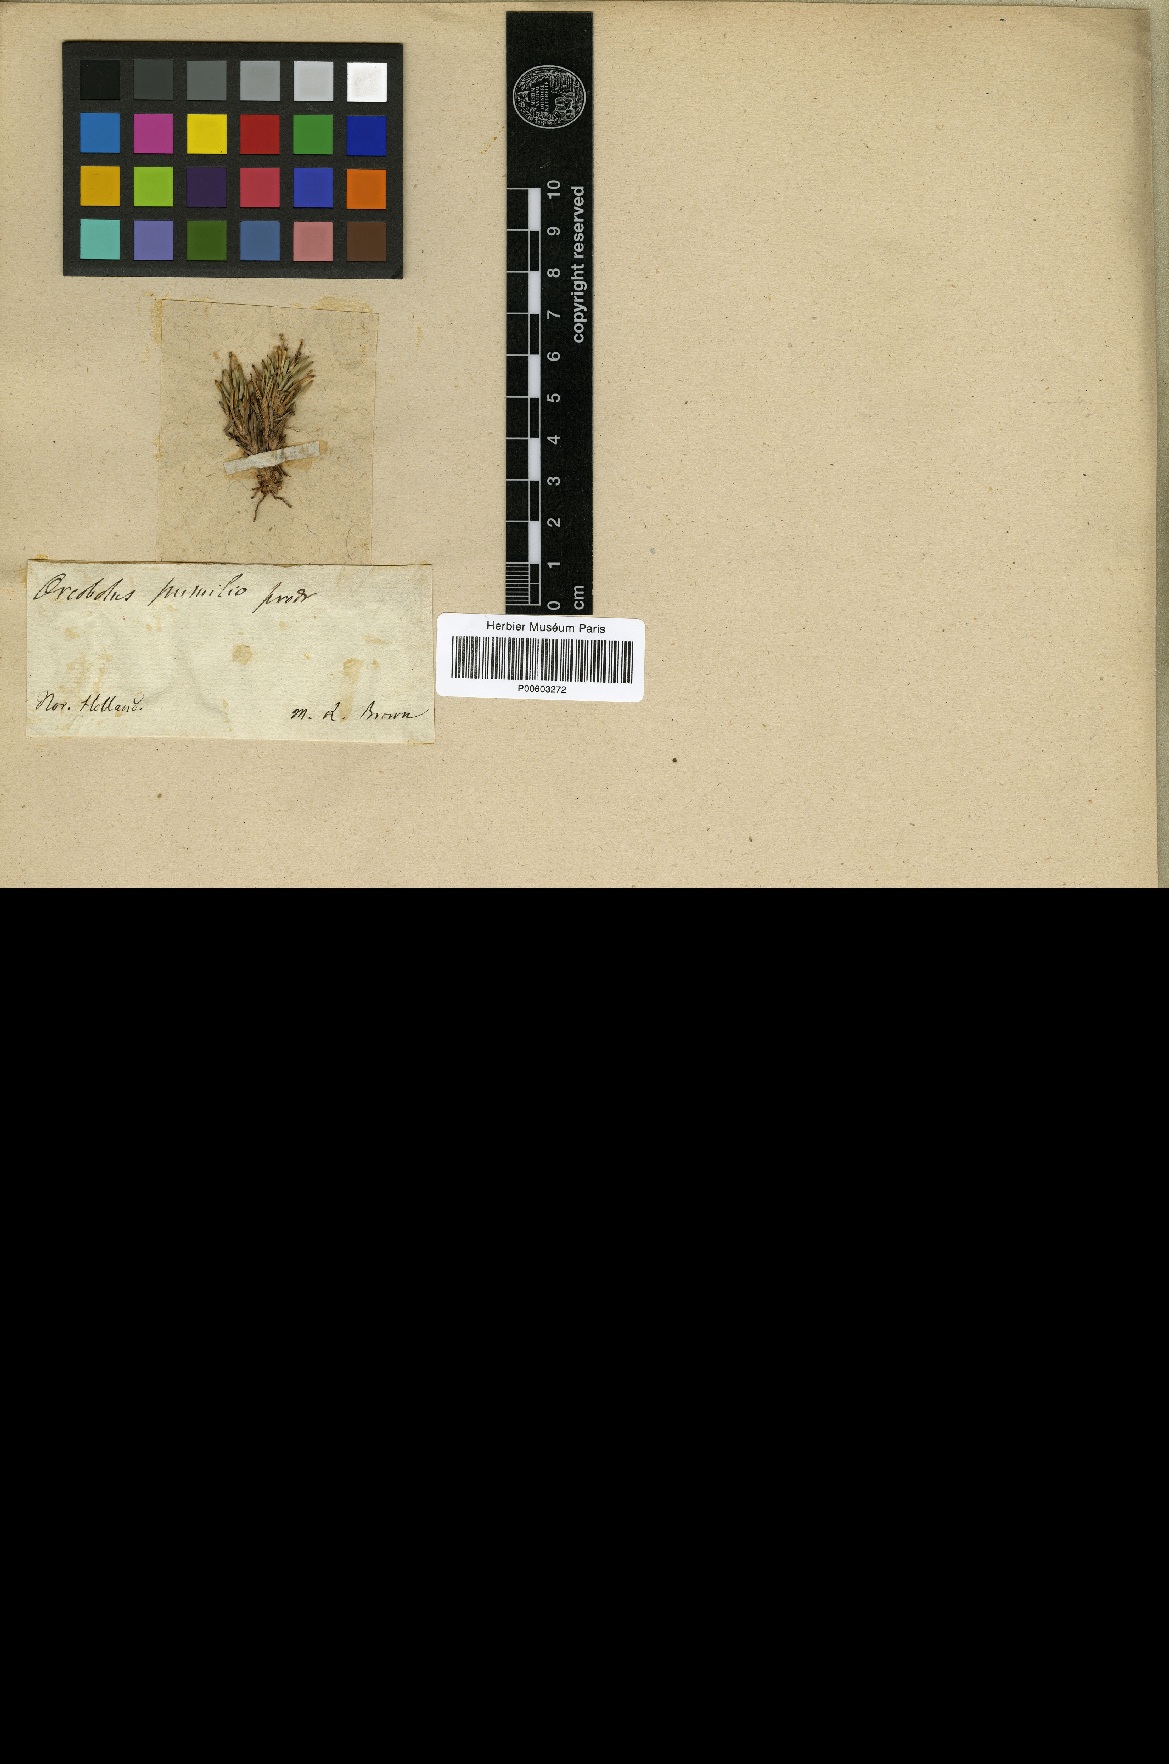 10
9
8
7
6
5
4
3
2
1
0
cm
copyright reserved
Herbier Muséum Paris
P00603272
Oreobolus pumilio prodr
Nov. Holland.
M. R. Brown